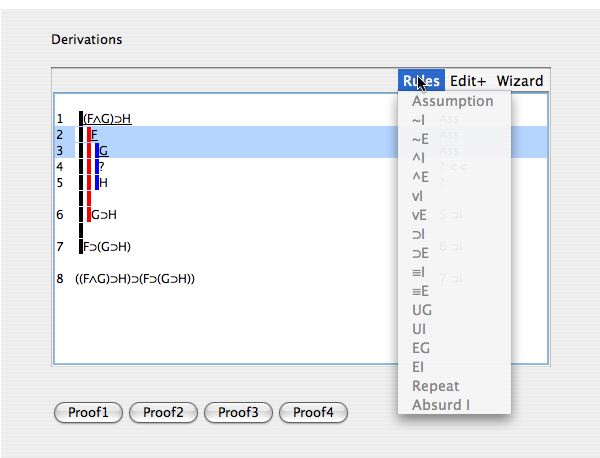 Derivations
Rules Edit+ Wizard
1 (F∧G)⊃H
2 F
3 G
4 ?
5 H
6 G⊃H
7 F⊃(G⊃H)
8 ((F∧G)⊃H)⊃(F⊃(G⊃H))
Assumption
~I
~E
^I
^E
vI
vE
⊃I
⊃E
≡I
≡E
UG
UI
EG
EI
Repeat
Absurd I
Ass
Ass
Ass
? <<
?
5 ⊃I
6 ⊃I
7 ⊃I
Proof1 Proof2 Proof3 Proof4